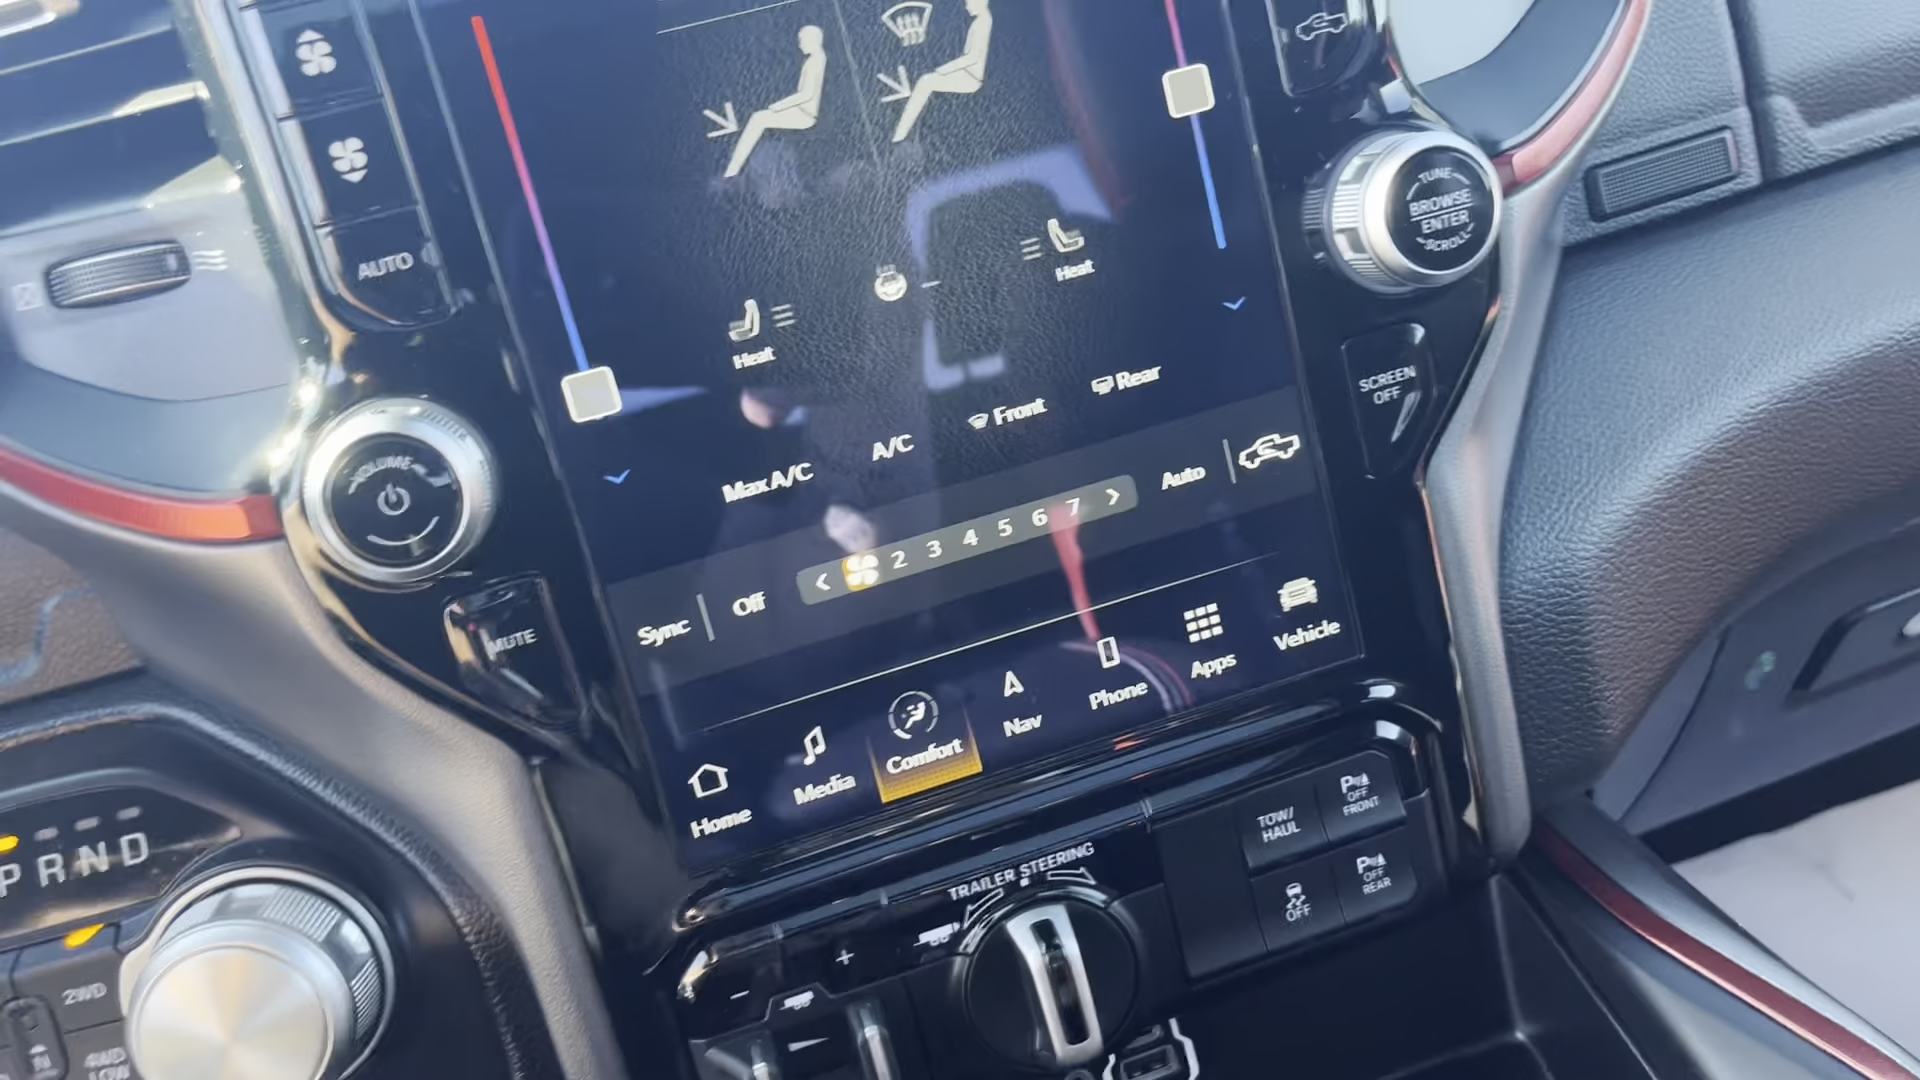 TUNE
BROWSE
ENTER
SCROLL
AUTO
Heat
Heat
SCREEN
OFF
Rear
Front
A/C
Max A/C
VOLUME
Auto
2 3 4 5 6 7
Off
Sync
MUTE
Vehicle
Apps
Phone
Nav
Comfort
Media
Home
P R N D
TOW/
HAUL
P
OFF
FRONT
TRAILER STEERING
OFF
P
OFF
REAR
+
-
2WD
N
4WD
LOW